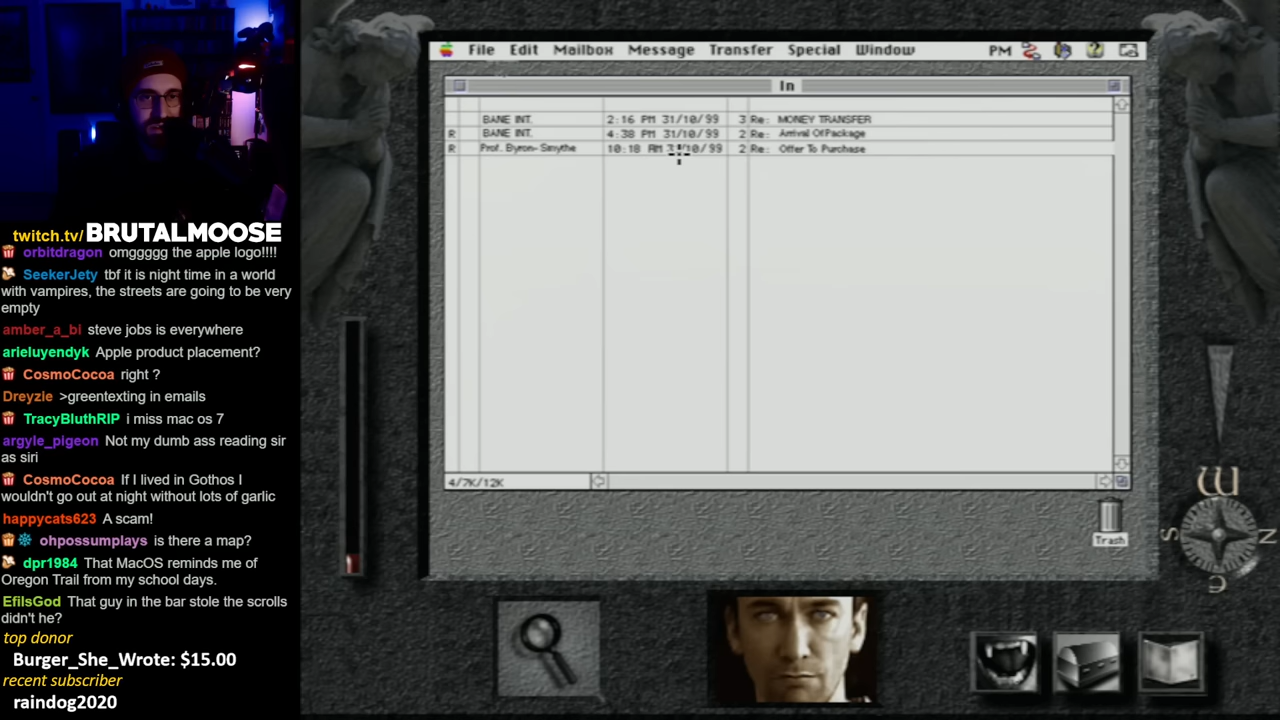 File Edit Mailbox Message Transfer Special Window PM
In
BANE INT. 2:16 PM 31/10/99 3 Re: MONEY TRANSFER
R BANE INT. 4:38 PM 31/10/99 2 Re: Arrival Of Package
R Prof. Byron-Smythe 10:18 AM 31/10/99 2 Re: Offer To Purchase
4/7K/12K
Trash
W
S N
E
twitch.tv/BRUTALMOOSE
orbitdragon omggggg the apple logo!!!!
SeekerJety tbf it is night time in a world
with vampires, the streets are going to be very
empty
amber_a_bi steve jobs is everywhere
arieluyendyk Apple product placement?
CosmoCocoa right ?
Dreyzie >greentexting in emails
TracyBluthRIP i miss mac os 7
argyle_pigeon Not my dumb ass reading sir
as siri
CosmoCocoa If I lived in Gothos I
wouldn't go out at night without lots of garlic
happycats623 A scam!
ohpossumplays is there a map?
dpr1984 That MacOS reminds me of
Oregon Trail from my school days.
EfilsGod That guy in the bar stole the scrolls
didn't he?
top donor
Burger_She_Wrote: $15.00
recent subscriber
raindog2020